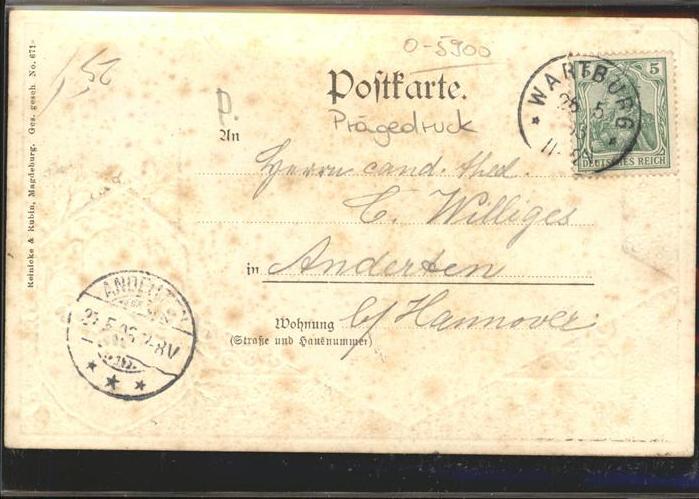 0-5900
P.
Postkarte.
Prägedruck
An
Herrn cand. theol.
C. Williges
in Anderten
Wohnung b/ Hannover
(Straße und Hausnummer)
WARTBURG
5
DEUTSCHES REICH
ANDERTEN
Reinicke & Rubin, Magdeburg. Ges. gesch. No. 671